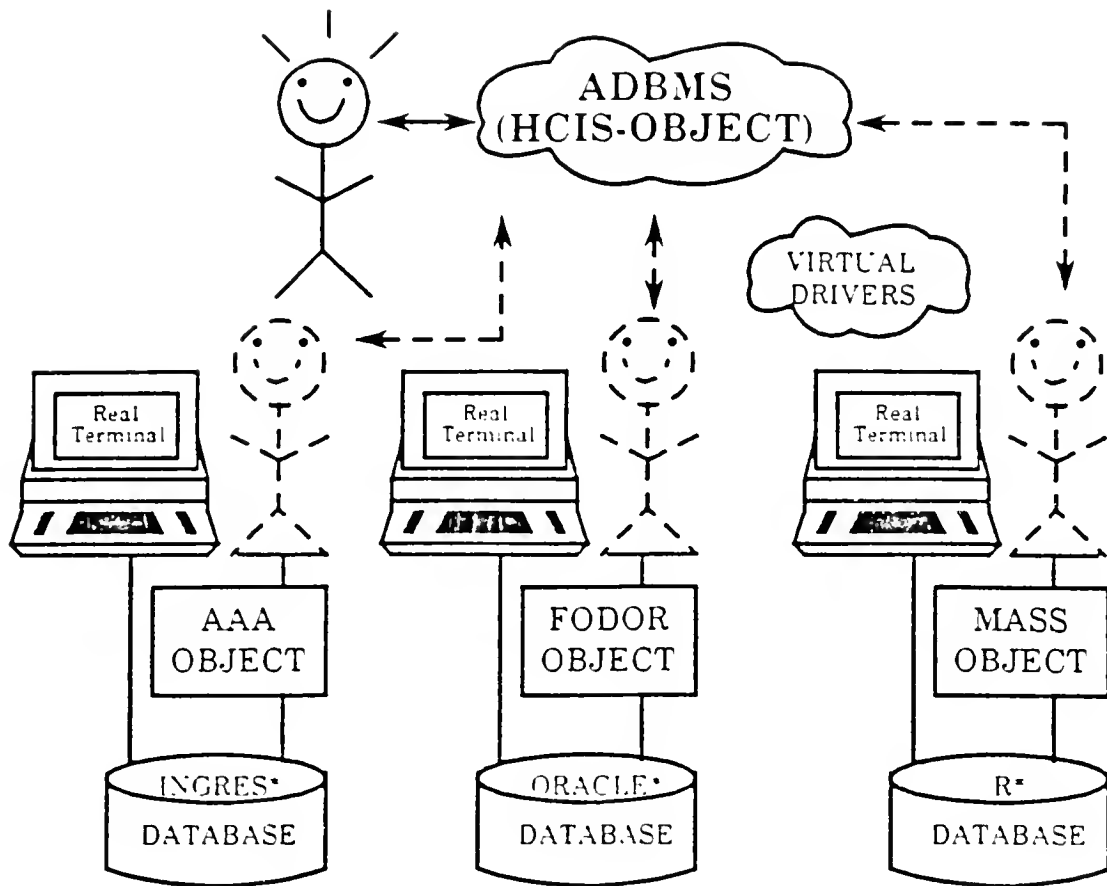 ADBMS
(HCIS-OBJECT)
VIRTUAL
DRIVERS
Real
Terminal
Real
Terminal
Real
Terminal
AAA
OBJECT
FODOR
OBJECT
MASS
OBJECT
INGRES*
DATABASE
ORACLE*
DATABASE
R*
DATABASE